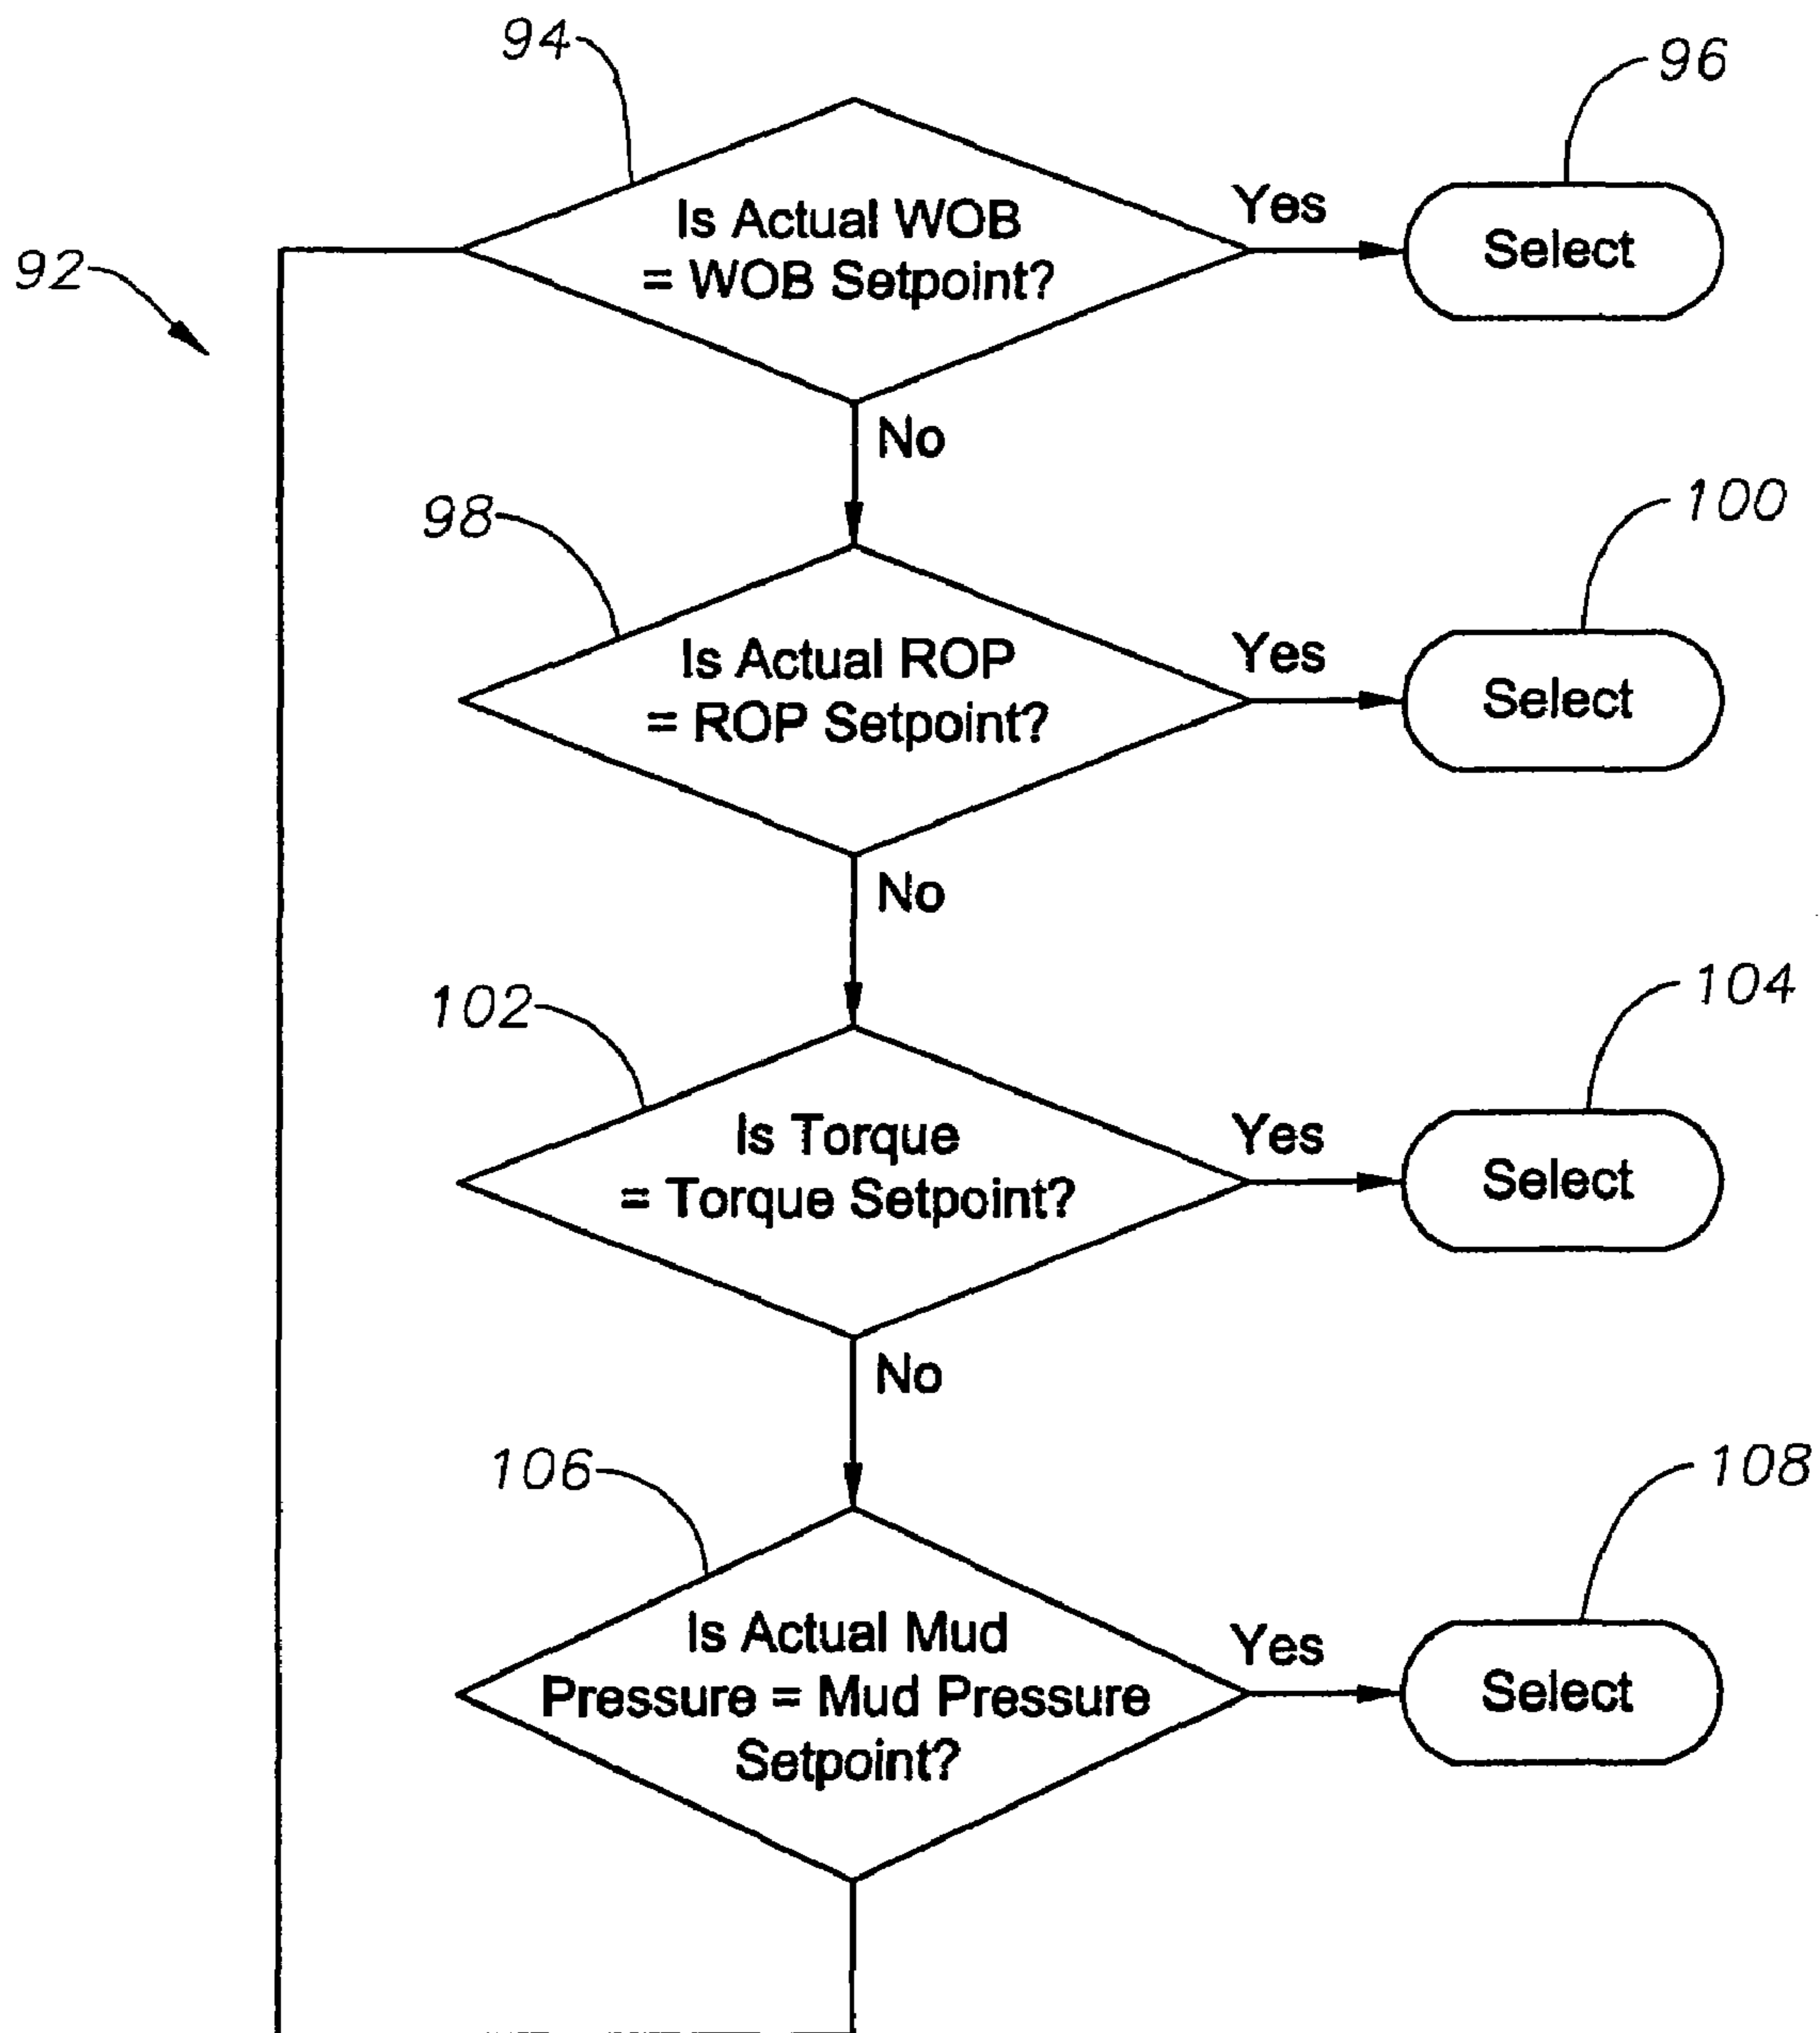 94
96
Is Actual WOB
= WOB Setpoint?
Yes
Select
92
No
98
100
Is Actual ROP
= ROP Setpoint?
Yes
Select
No
102
104
Is Torque
= Torque Setpoint?
Yes
Select
No
106
108
Is Actual Mud
Pressure = Mud Pressure
Setpoint?
Yes
Select